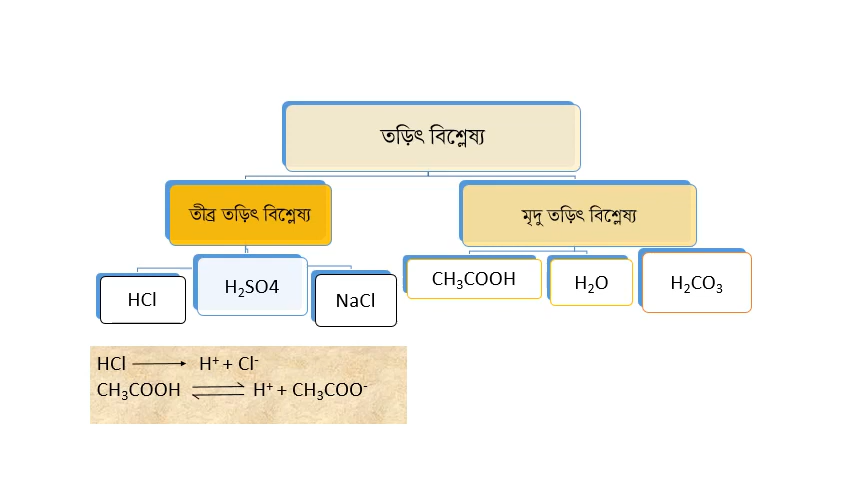 তড়িৎ বিশ্লেষ্য
তীব্র তড়িৎ বিশ্লেষ্য
মৃদু তড়িৎ বিশ্লেষ্য
HCl
H₂SO4
NaCl
CH₃COOH
H₂O
H₂CO₃
HCl ⟶ H⁺ + Cl⁻
CH₃COOH ⇌ H⁺ + CH₃COO⁻